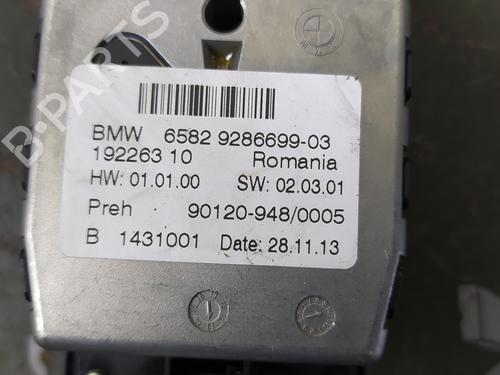 BMW 6582 9286699-03
192263 10 Romania
HW: 01.01.00 SW: 02.03.01
Preh 90120-948/0005
B 1431001 Date: 28.11.13
B-PARTS